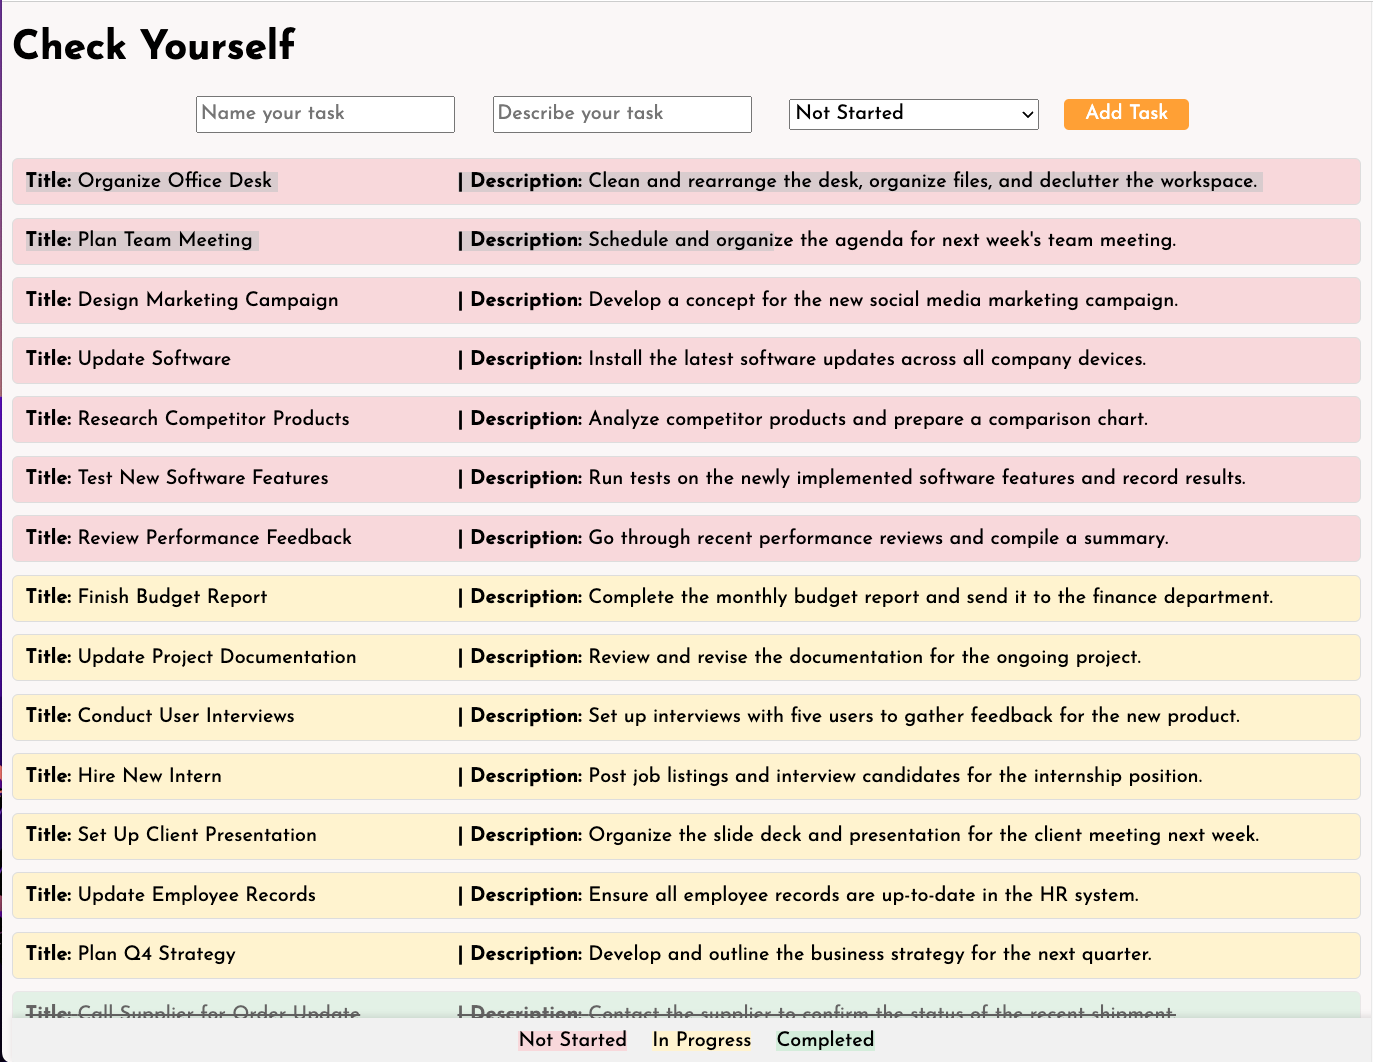 Check Yourself
Name your task Describe your task Not Started Add Task
Title: Organize Office Desk | Description: Clean and rearrange the desk, organize files, and declutter the workspace.
Title: Plan Team Meeting | Description: Schedule and organize the agenda for next week's team meeting.
Title: Design Marketing Campaign | Description: Develop a concept for the new social media marketing campaign.
Title: Update Software | Description: Install the latest software updates across all company devices.
Title: Research Competitor Products | Description: Analyze competitor products and prepare a comparison chart.
Title: Test New Software Features | Description: Run tests on the newly implemented software features and record results.
Title: Review Performance Feedback | Description: Go through recent performance reviews and compile a summary.
Title: Finish Budget Report | Description: Complete the monthly budget report and send it to the finance department.
Title: Update Project Documentation | Description: Review and revise the documentation for the ongoing project.
Title: Conduct User Interviews | Description: Set up interviews with five users to gather feedback for the new product.
Title: Hire New Intern | Description: Post job listings and interview candidates for the internship position.
Title: Set Up Client Presentation | Description: Organize the slide deck and presentation for the client meeting next week.
Title: Update Employee Records | Description: Ensure all employee records are up-to-date in the HR system.
Title: Plan Q4 Strategy | Description: Develop and outline the business strategy for the next quarter.
Title: Call Supplier for Order Update | Description: Contact the supplier to confirm the status of the recent shipment.
Not Started In Progress Completed